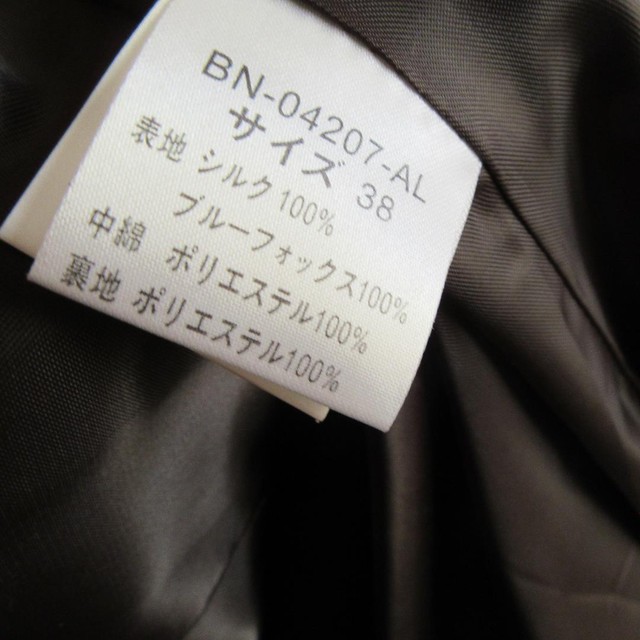 BN-04207-AL
サイズ 38
表地 シルク100%
ブルーフォックス100%
中綿 ポリエステル100%
裏地 ポリエステル100%